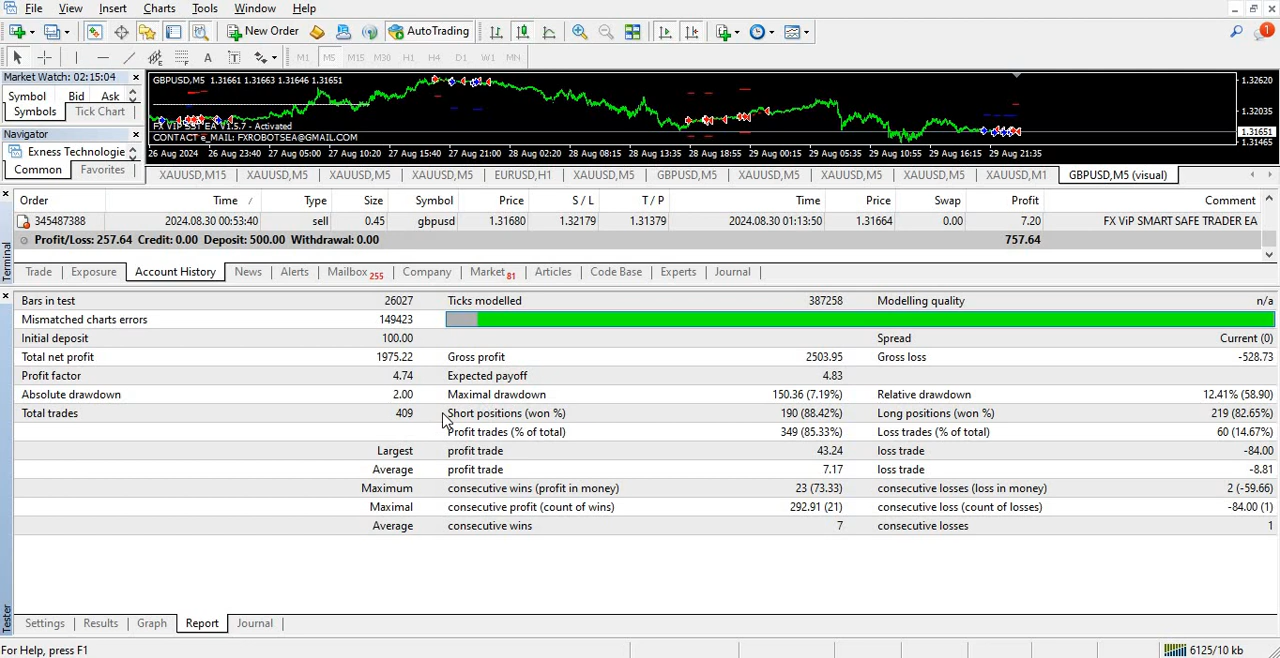 File View Insert Charts Tools Window Help
New Order AutoTrading 1
A T M1 M5 M15 M30 H1 H4 D1 W1 MN
Market Watch: 02:15:04
Symbol Bid Ask
Symbols Tick Chart
Navigator
Exness Technologie
Common Favorites
GBPUSD,M5 1.31661 1.31663 1.31646 1.31651
FX VIP SST EA V1.5.7 - Activated
CONTACT e_MAIL: FXROBOTSEA@GMAIL.COM
1.32620
1.32035
1.31651
1.31465
26 Aug 2024 26 Aug 23:40 27 Aug 05:00 27 Aug 13:00 27 Aug 21:00 28 Aug 02:20 28 Aug 08:15 28 Aug 13:35 28 Aug 18:55 29 Aug 00:15 29 Aug 05:35 29 Aug 10:55 29 Aug 16:15 29 Aug 21:35
XAUUSD,M15 XAUUSD,M5 XAUUSD,M5 XAUUSD,M5 EURUSD,H1 XAUUSD,M5 GBPUSD,M5 XAUUSD,M5 XAUUSD,M5 XAUUSD,M5 XAUUSD,M1 GBPUSD,M5 (visual)
Order Time / Type Size Symbol Price S / L T / P Time Price Swap Profit Comment
345487388 2024.08.30 00:53:40 sell 0.45 gbpusd 1.31680 1.32179 1.31379 2024.08.30 01:13:50 1.31664 0.00 7.20 FX ViP SMART SAFE TRADER EA
Profit/Loss: 257.64 Credit: 0.00 Deposit: 500.00 Withdrawal: 0.00 757.64
Terminal
Trade Exposure Account History News Alerts Mailbox 255 Company Market 81 Articles Code Base Experts Journal
Bars in test 26027 Ticks modelled 387258 Modelling quality n/a
Mismatched charts errors 149423
Initial deposit 100.00 Spread Current (0)
Total net profit 1975.22 Gross profit 2503.95 Gross loss -528.73
Profit factor 4.74 Expected payoff 4.83
Absolute drawdown 2.00 Maximal drawdown 150.36 (7.19%) Relative drawdown 12.41% (58.90)
Total trades 409 Short positions (won %) 190 (88.42%) Long positions (won %) 219 (82.65%)
Profit trades (% of total) 349 (85.33%) Loss trades (% of total) 60 (14.67%)
Largest profit trade 43.24 loss trade -84.00
Average profit trade 7.17 loss trade -8.81
Maximum consecutive wins (profit in money) 23 (73.33) consecutive losses (loss in money) 2 (-59.66)
Maximal consecutive profit (count of wins) 292.91 (21) consecutive loss (count of losses) -84.00 (1)
Average consecutive wins 7 consecutive losses 1
Tester
Settings Results Graph Report Journal
For Help, press F1 6125/10 kb